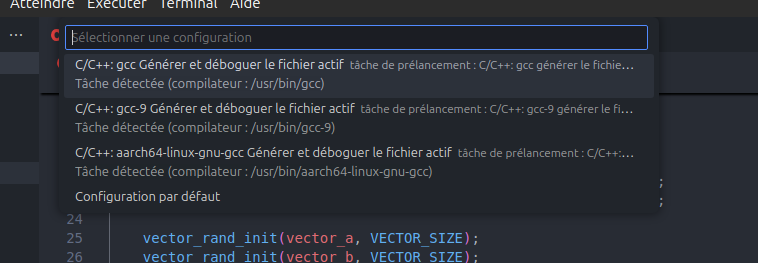 Atteindre Exécuter Terminal Aide
Sélectionner une configuration
C/C++: gcc Générer et déboguer le fichier actif tâche de prélancement : C/C++: gcc générer le fichie…
Tâche détectée (compilateur : /usr/bin/gcc)
C/C++: gcc-9 Générer et déboguer le fichier actif tâche de prélancement : C/C++: gcc-9 générer le fi…
Tâche détectée (compilateur : /usr/bin/gcc-9)
C/C++: aarch64-linux-gnu-gcc Générer et déboguer le fichier actif tâche de prélancement : C/C++:…
Tâche détectée (compilateur : /usr/bin/aarch64-linux-gnu-gcc)
;
Configuration par défaut
;
24
25 vector_rand_init(vector_a, VECTOR_SIZE);
26 vector_rand_init(vector_b, VECTOR_SIZE);